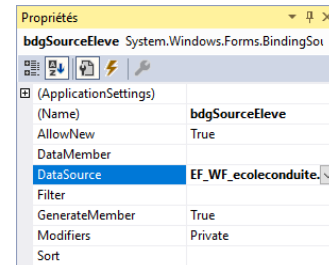 Propriétés
bdgSourceEleve System.Windows.Forms.BindingSou
(ApplicationSettings)
(Name) bdgSourceEleve
AllowNew True
DataMember
DataSource EF_WF_ecoleconduite.
Filter
GenerateMember True
Modifiers Private
Sort